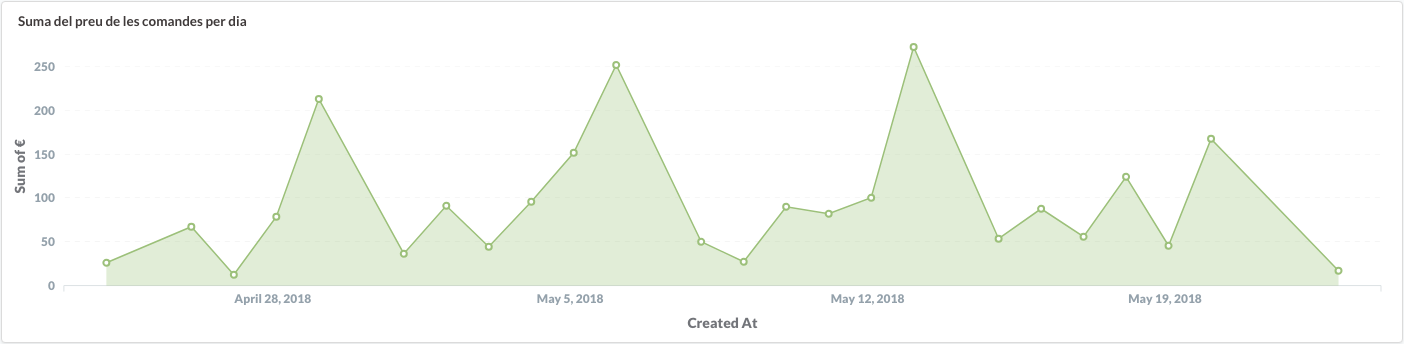 Suma del preu de les comandes per dia
250
200
150
100
50
0
Sum of €
April 28, 2018
May 5, 2018
May 12, 2018
May 19, 2018
Created At